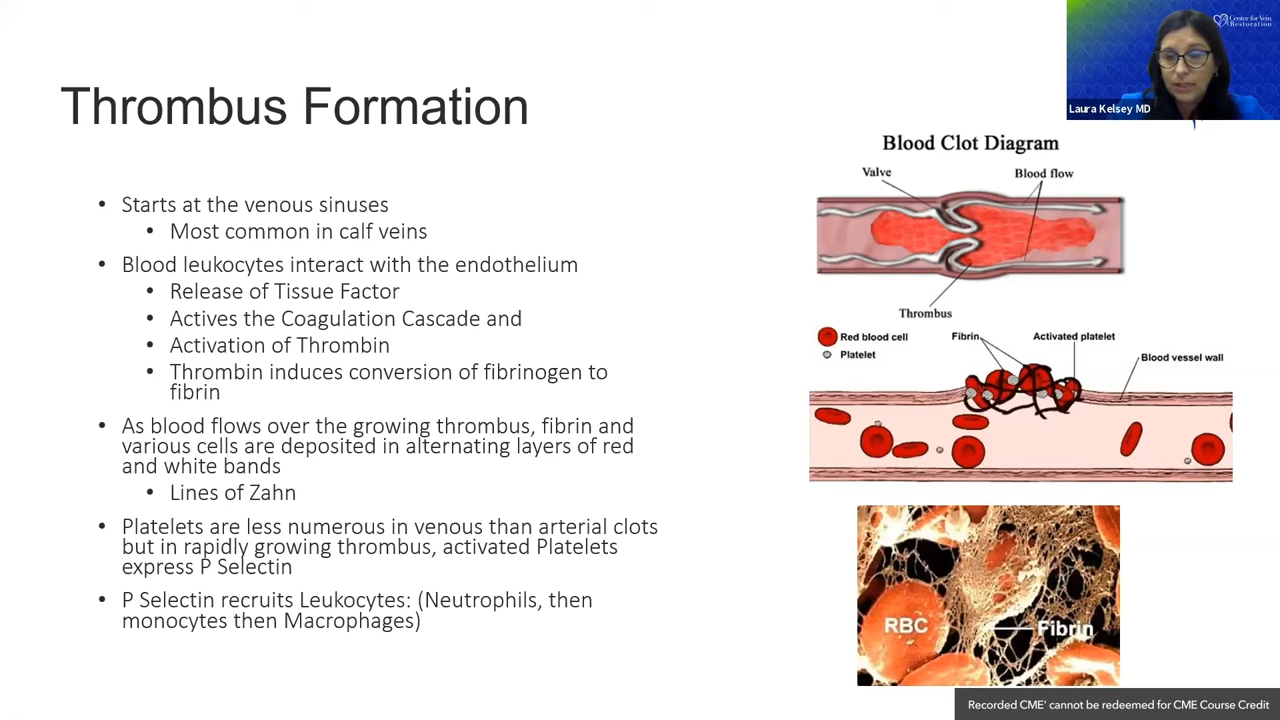 Center for Vein
Restoration
Laura Kelsey MD
Thrombus Formation
• Starts at the venous sinuses
• Most common in calf veins
• Blood leukocytes interact with the endothelium
• Release of Tissue Factor
• Actives the Coagulation Cascade and
• Activation of Thrombin
• Thrombin induces conversion of fibrinogen to
fibrin
• As blood flows over the growing thrombus, fibrin and
various cells are deposited in alternating layers of red
and white bands
• Lines of Zahn
• Platelets are less numerous in venous than arterial clots
but in rapidly growing thrombus, activated Platelets
express P Selectin
• P Selectin recruits Leukocytes: (Neutrophils, then
monocytes then Macrophages)
Blood Clot Diagram
Valve
Blood flow
Thrombus
Red blood cell
Platelet
Fibrin
Activated platelet
Blood vessel wall
RBC
Fibrin
Recorded CME' cannot be redeemed for CME Course Credit